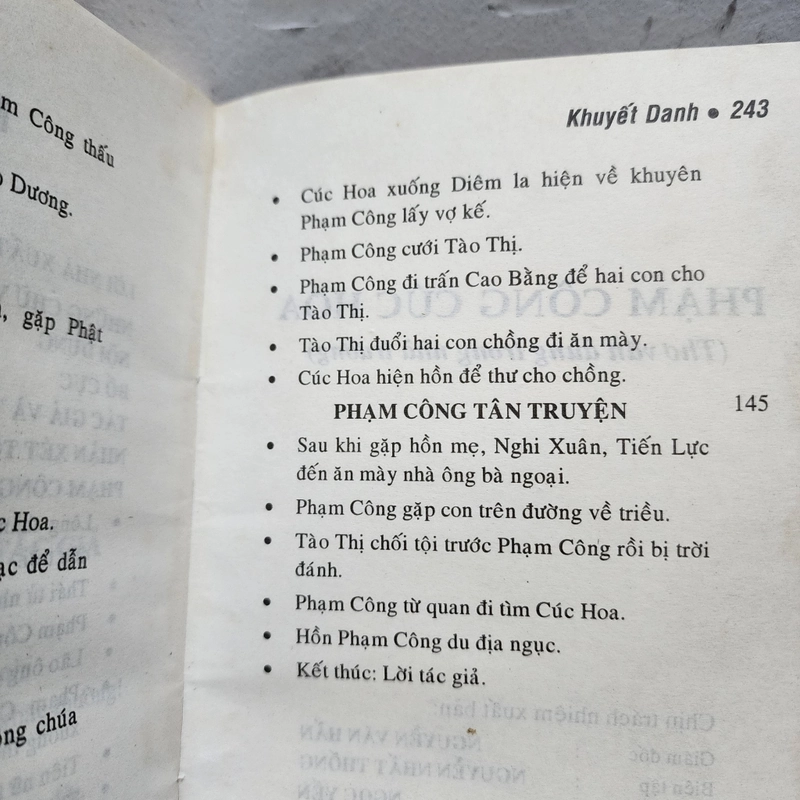 m Công thấu
Dương.
gặp Phật
Hoa.
ạc để dẫn
ông chúa
Khuyết Danh • 243
• Cúc Hoa xuống Diêm la hiện về khuyên
Phạm Công lấy vợ kế.
• Phạm Công cưới Tào Thị.
• Phạm Công đi trấn Cao Bằng để hai con cho
Tào Thị.
• Tào Thị đuổi hai con chồng đi ăn mày.
• Cúc Hoa hiện hồn để thư cho chồng.
PHẠM CÔNG TÂN TRUYỆN 145
• Sau khi gặp hồn mẹ, Nghi Xuân, Tiến Lực
đến ăn mày nhà ông bà ngoại.
• Phạm Công gặp con trên đường về triều.
• Tào Thị chối tội trước Phạm Công rồi bị trời
đánh.
• Phạm Công từ quan đi tìm Cúc Hoa.
• Hồn Phạm Công du địa ngục.
• Kết thúc: Lời tác giả.